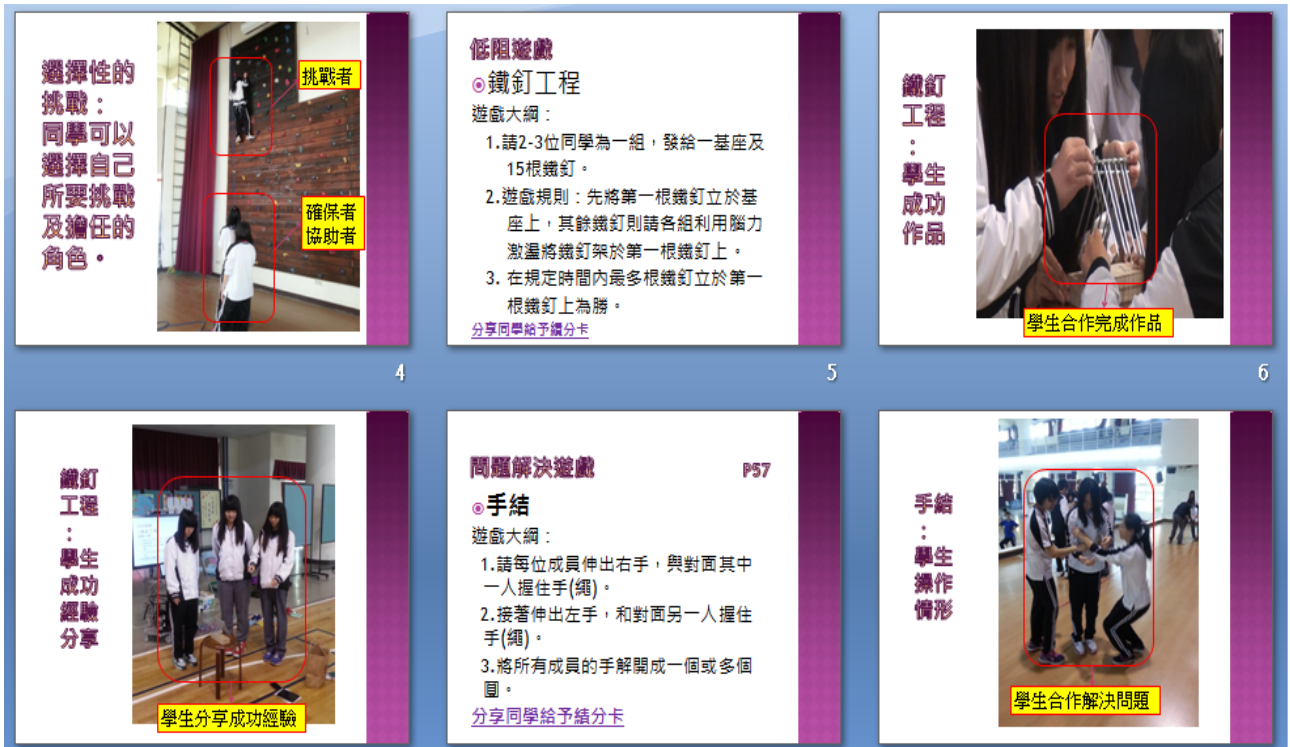 選擇性的
挑戰：
同學可以
選擇自己
所要挑戰
及擔任的
角色。
挑戰者
確保者
協助者
4
低阻遊戲
鐵釘工程
遊戲大綱：
1.請2-3位同學為一組，發給一基座及
15根鐵釘。
2.遊戲規則：先將第一根鐵釘立於基
座上，其餘鐵釘則請各組利用腦力
激盪將鐵釘架於第一根鐵釘上。
3. 在規定時間內最多根鐵釘立於第一
根鐵釘上為勝。
分享同學給予績分卡
5
鐵釘
工程
：
學生
成功
作品
學生合作完成作品
6
鐵釘
工程
：
學生
成功
經驗
分享
學生分享成功經驗
問題解決遊戲 P57
手結
遊戲大綱：
1.請每位成員伸出右手，與對面其中
一人握住手(繩)。
2.接著伸出左手，和對面另一人握住
手(繩)。
3.將所有成員的手解開成一個或多個
圓。
分享同學給予績分卡
手結
：
學生
操作
情形
學生合作解決問題